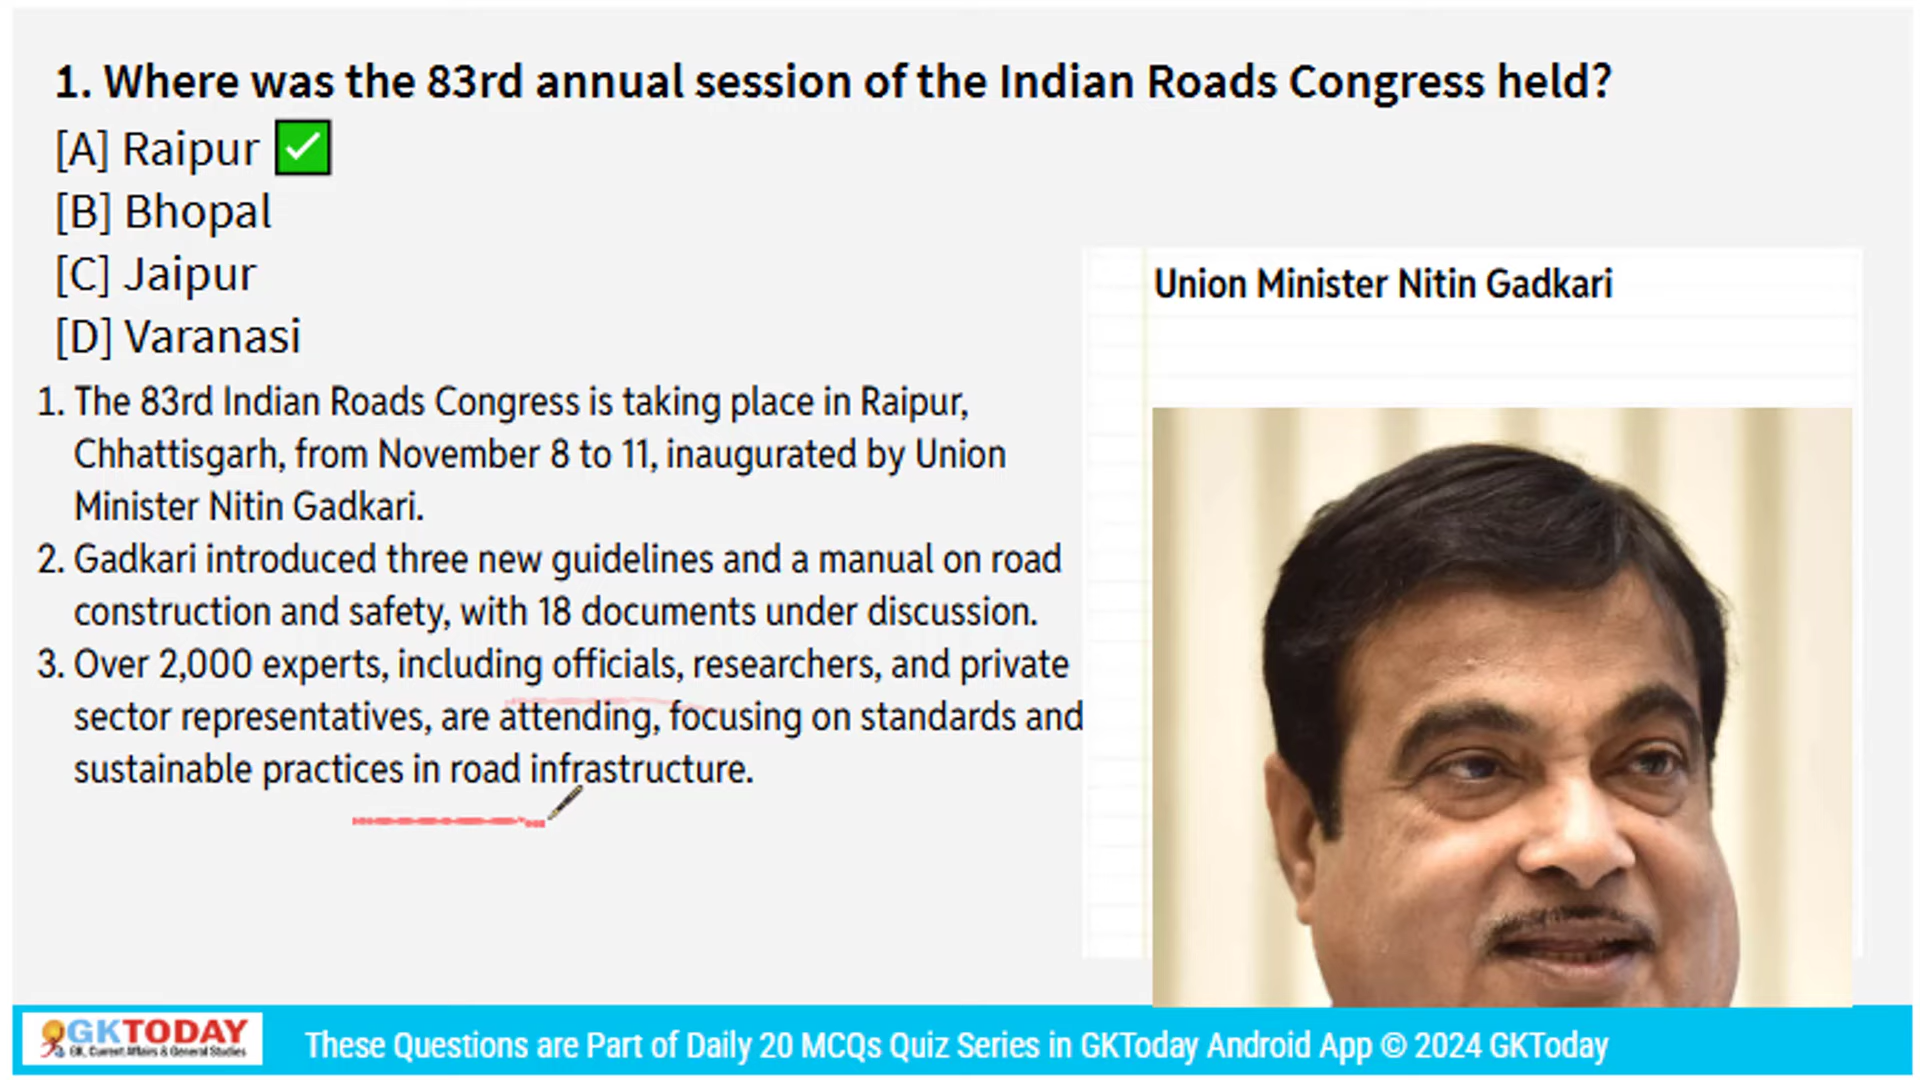 1. Where was the 83rd annual session of the Indian Roads Congress held?
[A] Raipur
[B] Bhopal
[C] Jaipur
[D] Varanasi
1. The 83rd Indian Roads Congress is taking place in Raipur,
Chhattisgarh, from November 8 to 11, inaugurated by Union
Minister Nitin Gadkari.
2. Gadkari introduced three new guidelines and a manual on road
construction and safety, with 18 documents under discussion.
3. Over 2,000 experts, including officials, researchers, and private
sector representatives, are attending, focusing on standards and
sustainable practices in road infrastructure.
Union Minister Nitin Gadkari
GKTODAY
GK, Current Affairs & General Studies
These Questions are Part of Daily 20 MCQs Quiz Series in GKToday Android App © 2024 GKToday